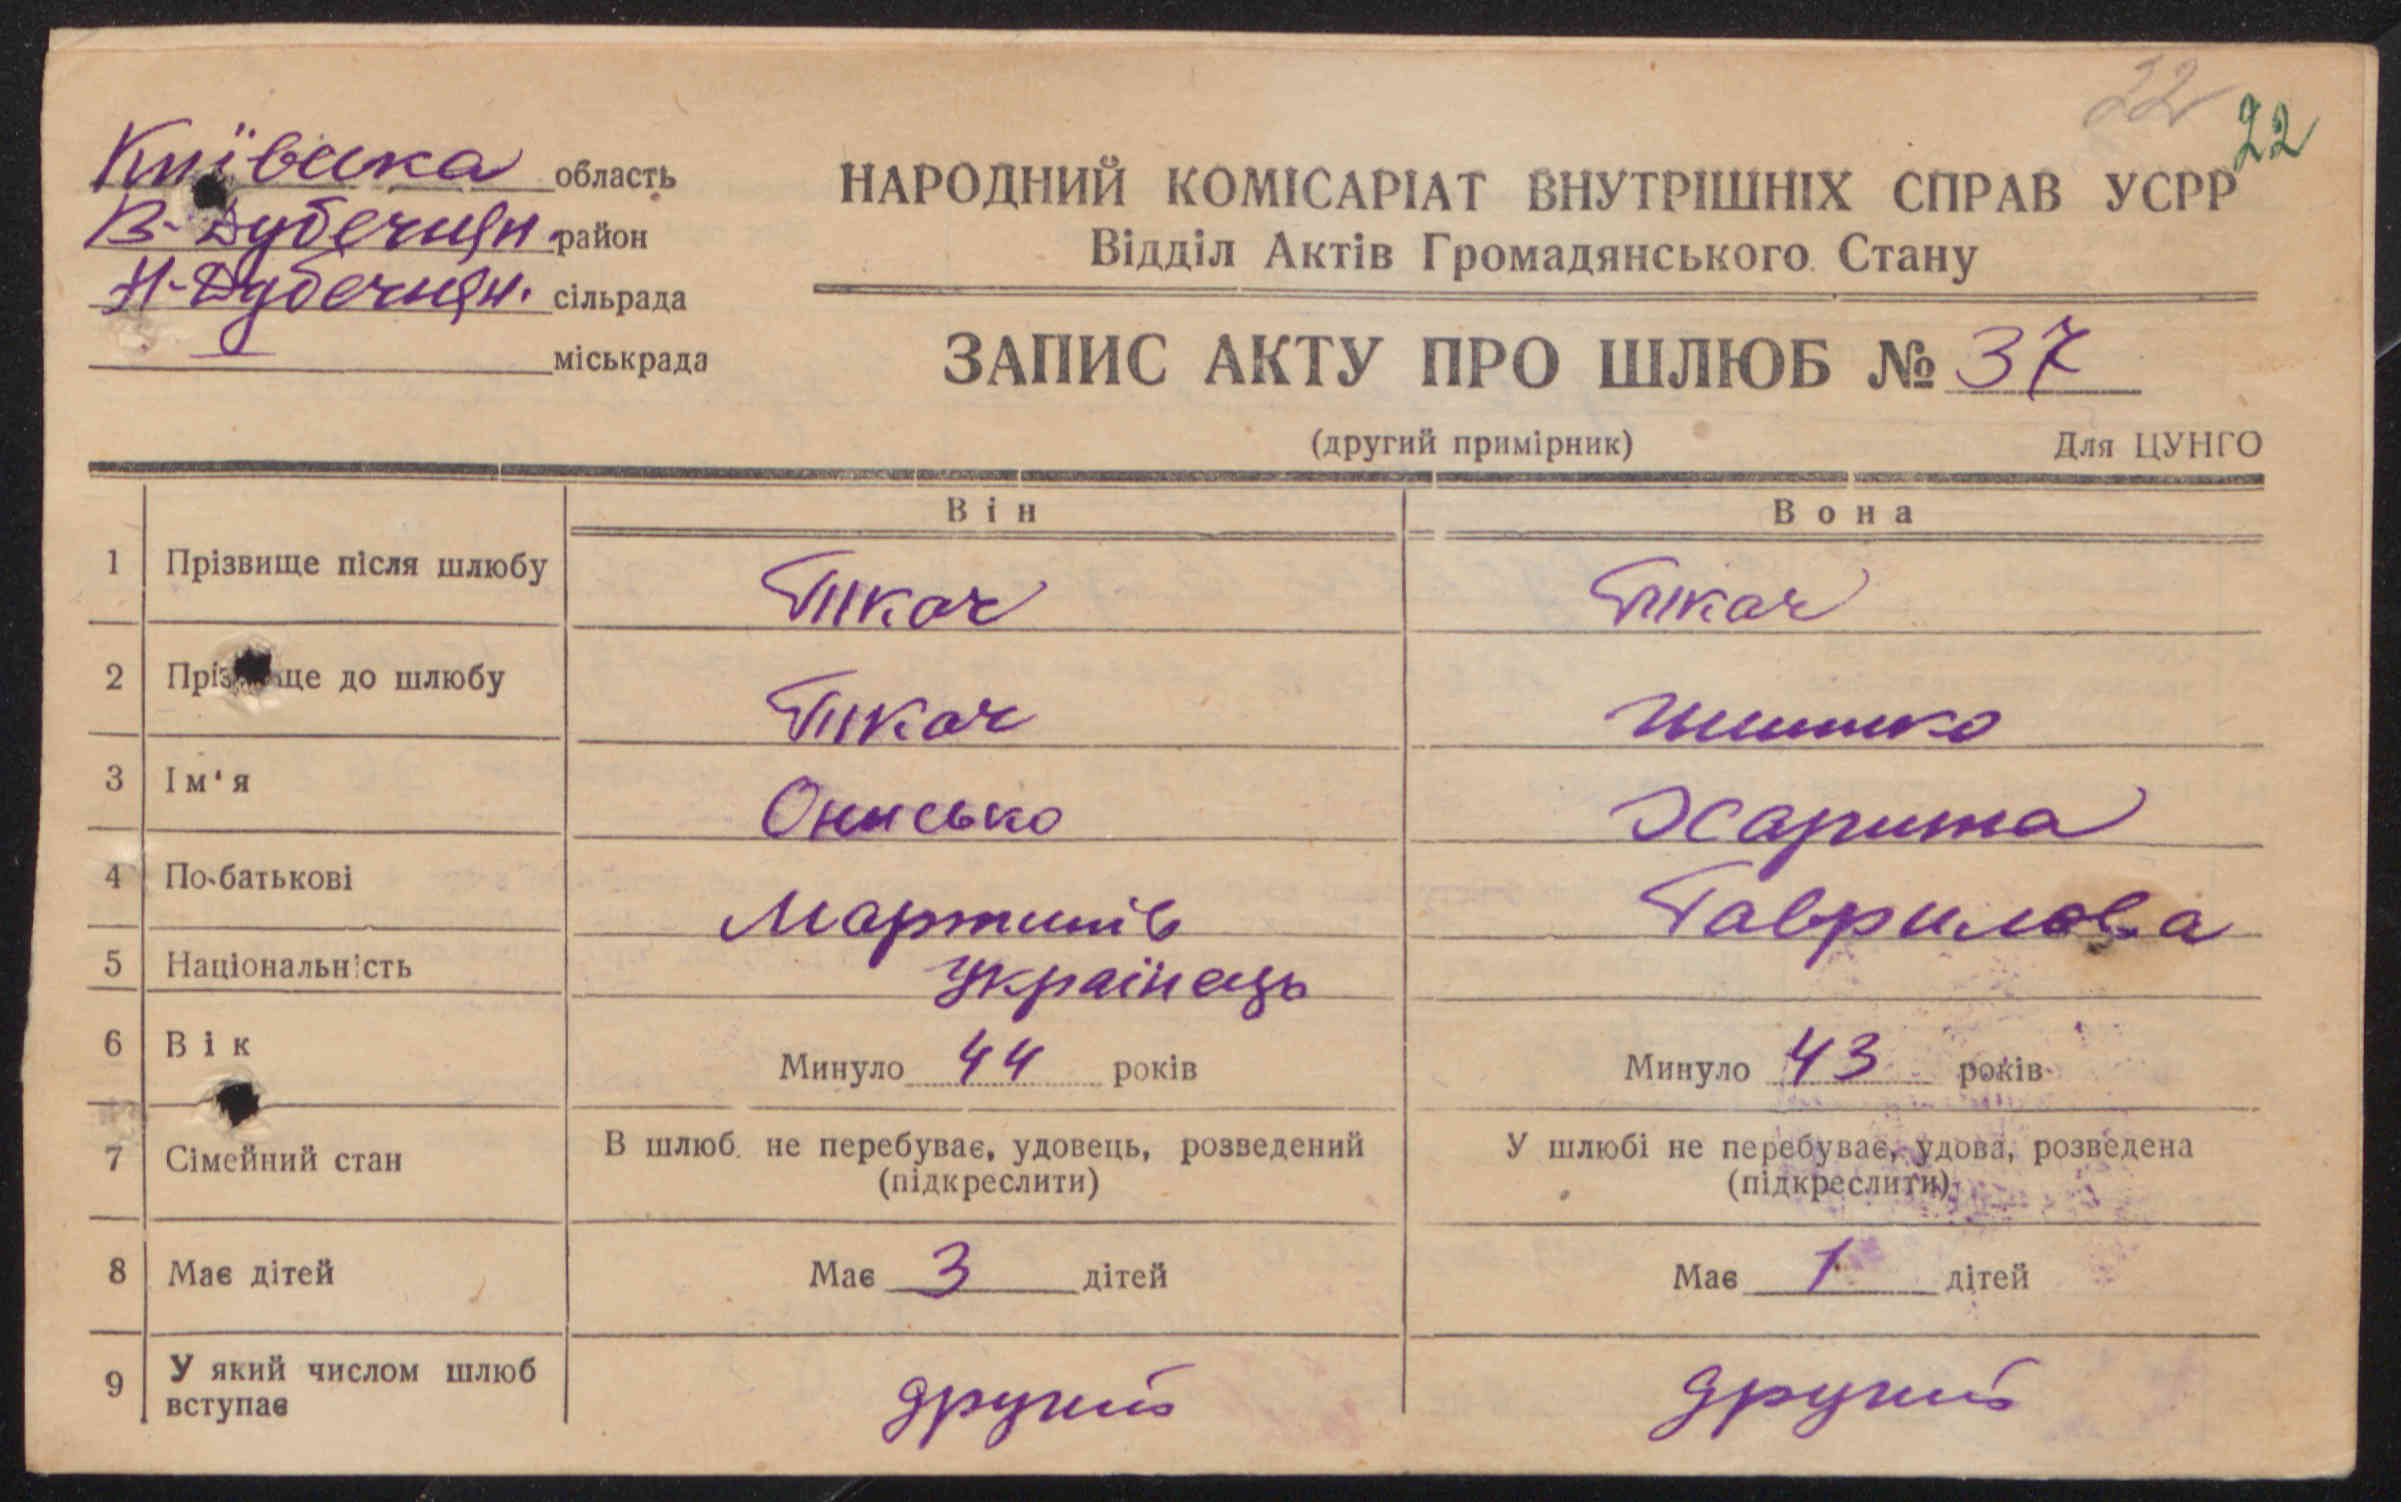 22 22
Київська область
В-Дубечнян. район
Н-Дубечнян. сільрада
міськрада
НАРОДНИЙ КОМІСАРІАТ ВНУТРІШНІХ СПРАВ УСРР
Відділ Актів Громадянського Стану
ЗАПИС АКТУ ПРО ШЛЮБ № 37
(другий примірник) Для ЦУНГО
Він Вона
1 Прізвище після шлюбу Ткач Ткач
2 Прізвище до шлюбу Ткач Шишко
3 Ім'я Онисько Харитта
4 По-батькові Мартинів Гаврилова
5 Національність Українець
6 Вік Минуло 44 років Минуло 43 років
7 Сімейний стан В шлюб. не перебуває, удовець, розведений У шлюбі не перебуває, удова, розведена
(підкреслити) (підкреслити)
8 Має дітей Має 3 дітей Має 1 дітей
9 У який числом шлюб
вступає другий другий